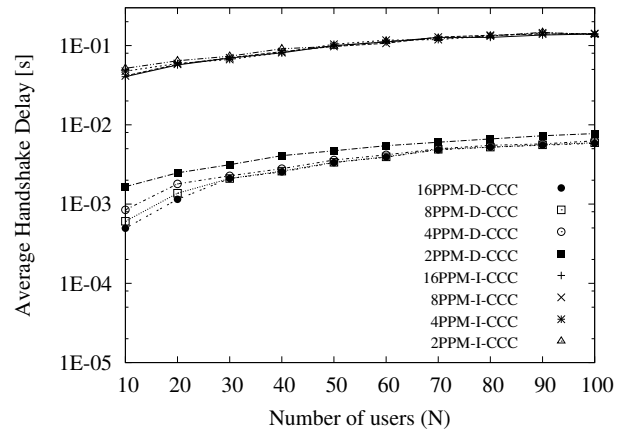 Average Handshake Delay [s]
1E-01
1E-02
1E-03
1E-04
1E-05
16PPM-D-CCC
8PPM-D-CCC
4PPM-D-CCC
2PPM-D-CCC
16PPM-I-CCC
8PPM-I-CCC
4PPM-I-CCC
2PPM-I-CCC
10 20 30 40 50 60 70 80 90 100
Number of users (N)